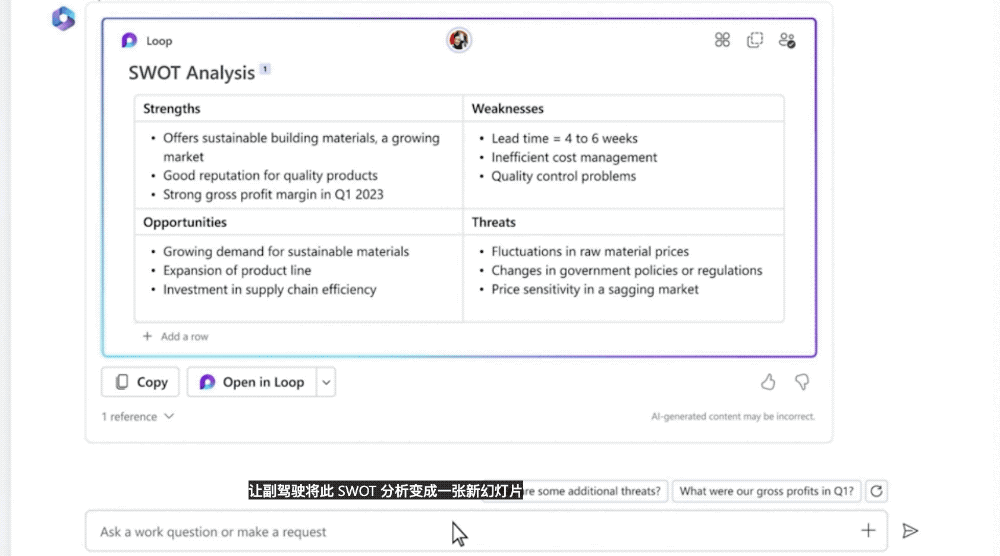 Loop
SWOT Analysis 1
Strengths
Weaknesses
• Offers sustainable building materials, a growing
market
• Good reputation for quality products
• Strong gross profit margin in Q1 2023
• Lead time = 4 to 6 weeks
• Inefficient cost management
• Quality control problems
Opportunities
Threats
• Growing demand for sustainable materials
• Expansion of product line
• Investment in supply chain efficiency
• Fluctuations in raw material prices
• Changes in government policies or regulations
• Price sensitivity in a sagging market
+ Add a row
Copy
Open in Loop
1 reference
AI-generated content may be incorrect.
让副驾驶将此 SWOT 分析变成一张新幻灯片
re some additional threats?
What were our gross profits in Q1?
Ask a work question or make a request